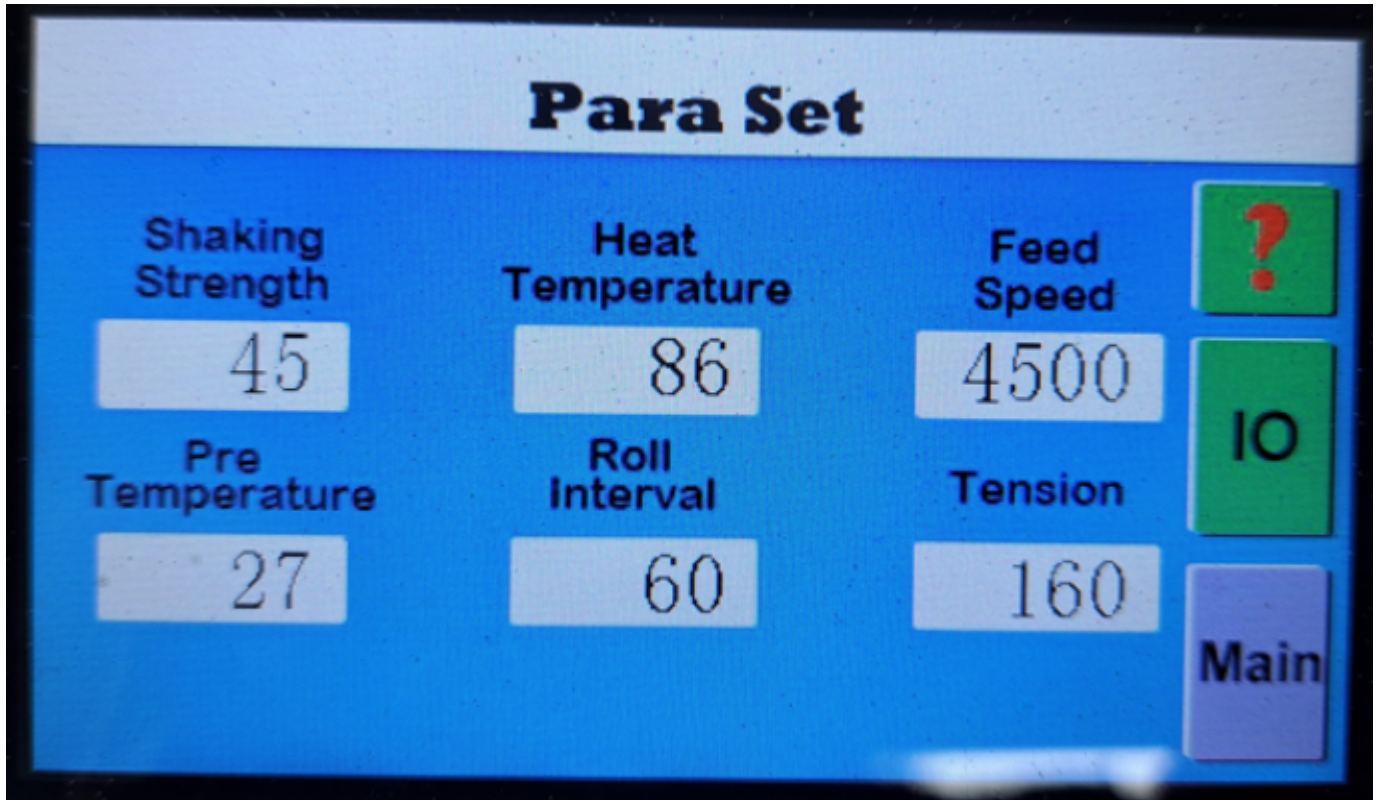 Para Set
Shaking
Strength
45
Heat
Temperature
86
Feed
Speed
4500
Pre
Temperature
27
Roll
Interval
60
Tension
160
?
IO
Main